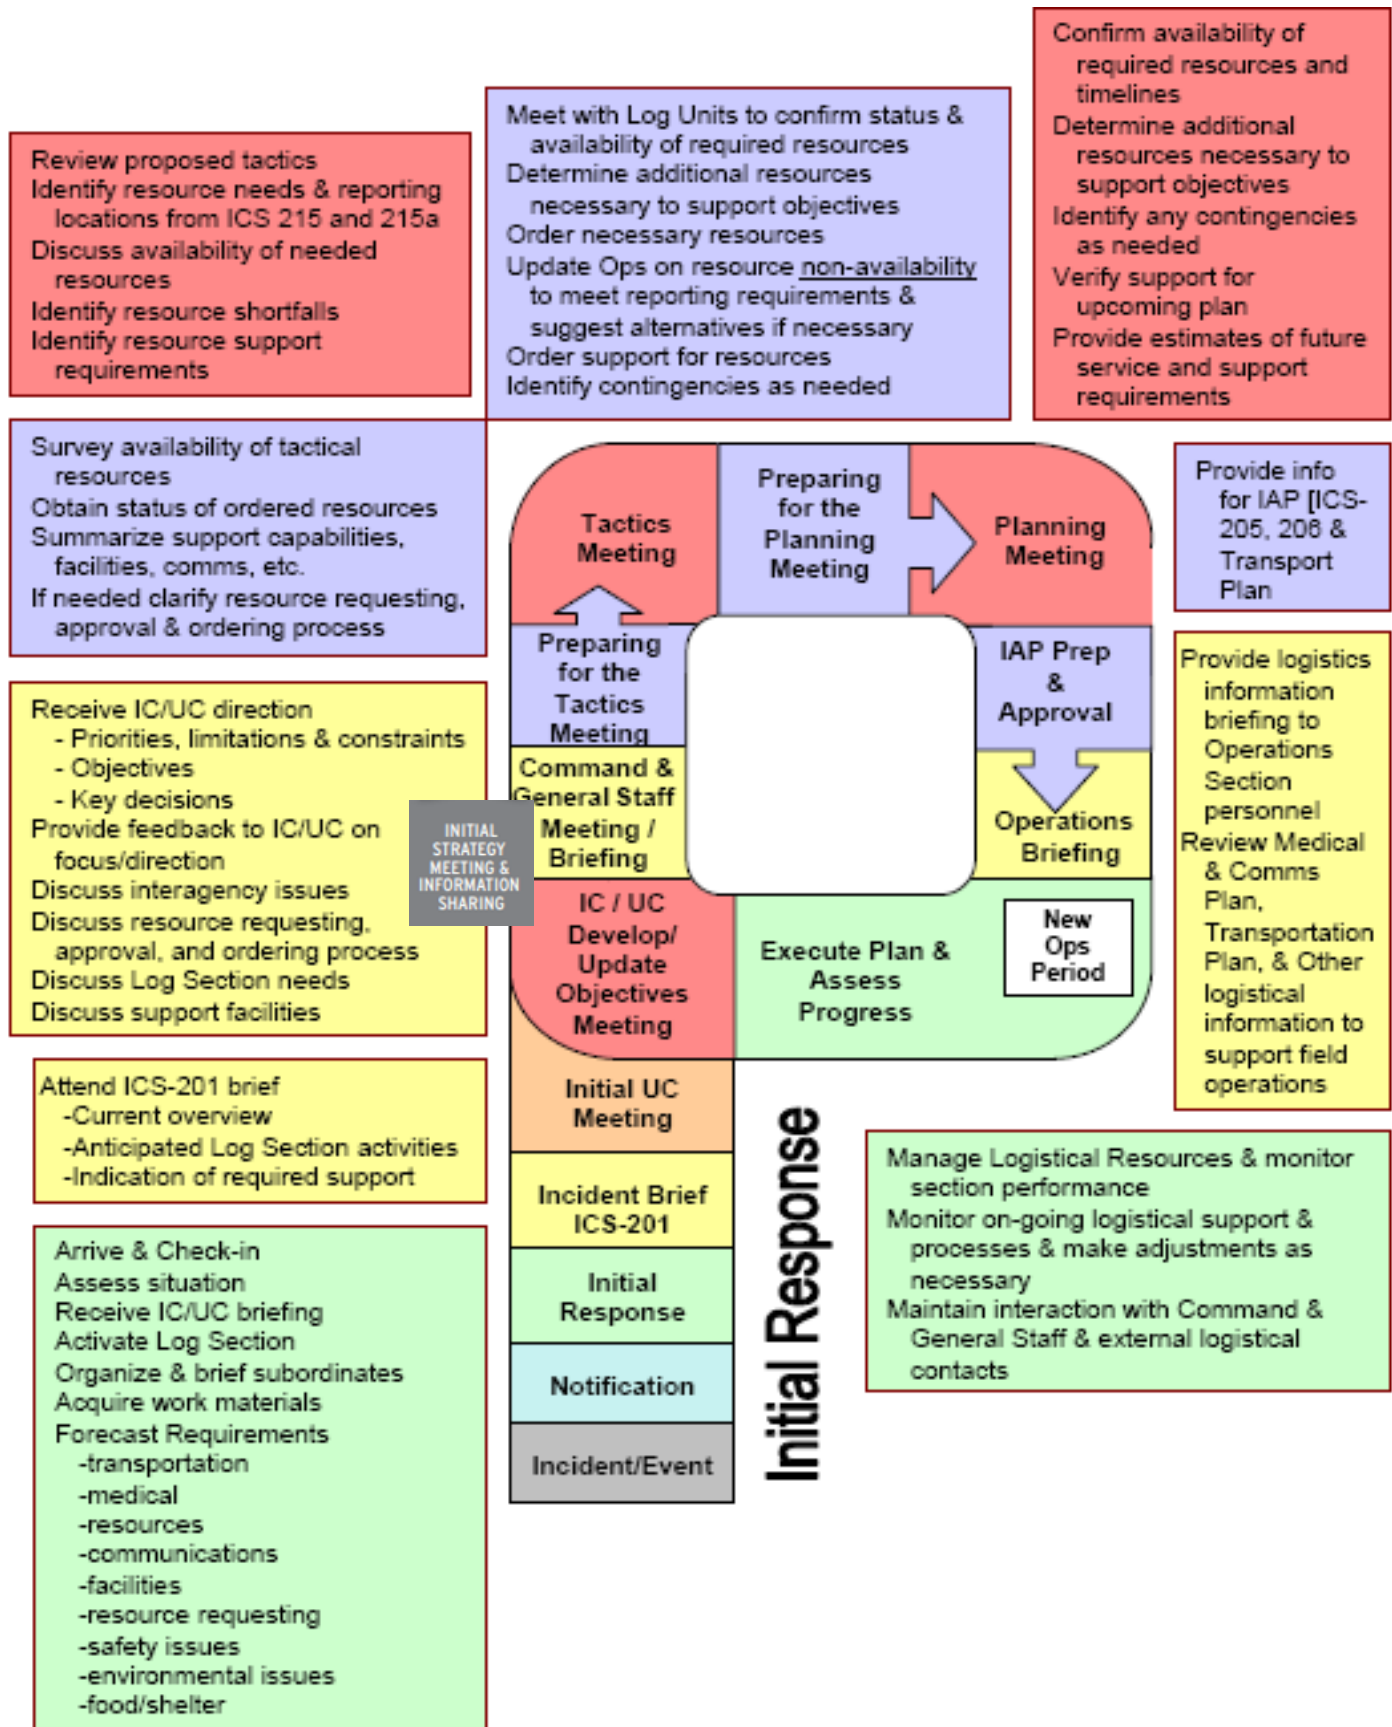 Confirm availability of
required resources and
timelines
Determine additional
resources necessary to
support objectives
Identify any contingencies
as needed
Verify support for
upcoming plan
Provide estimates of future
service and support
requirements
Meet with Log Units to confirm status &
availability of required resources
Determine additional resources
necessary to support objectives
Order necessary resources
Update Ops on resource non-availability
to meet reporting requirements &
suggest alternatives if necessary
Order support for resources
Identify contingencies as needed
Review proposed tactics
Identify resource needs & reporting
locations from ICS 215 and 215a
Discuss availability of needed
resources
Identify resource shortfalls
Identify resource support
requirements
Survey availability of tactical
resources
Obtain status of ordered resources
Summarize support capabilities,
facilities, comms, etc.
If needed clarify resource requesting,
approval & ordering process
Tactics
Meeting
Preparing
for the
Planning
Meeting
Planning
Meeting
Provide info
for IAP [ICS-
205, 206 &
Transport
Plan
Preparing
for the
Tactics
Meeting
IAP Prep
&
Approval
Receive IC/UC direction
- Priorities, limitations & constraints
- Objectives
- Key decisions
Provide feedback to IC/UC on
focus/direction
Discuss interagency issues
Discuss resource requesting,
approval, and ordering process
Discuss Log Section needs
Discuss support facilities
INITIAL
STRATEGY
MEETING &
INFORMATION
SHARING
Command &
General Staff
Meeting /
Briefing
Operations
Briefing
Provide logistics
information
briefing to
Operations
Section
personnel
Review Medical
& Comms
Plan,
Transportation
Plan, & Other
logistical
information to
support field
operations
IC / UC
Develop/
Update
Objectives
Meeting
Execute Plan &
Assess
Progress
New
Ops
Period
Attend ICS-201 brief
-Current overview
-Anticipated Log Section activities
-Indication of required support
Initial UC
Meeting
Incident Brief
ICS-201
Initial
Response
Notification
Incident/Event
Initial Response
Manage Logistical Resources & monitor
section performance
Monitor on-going logistical support &
processes & make adjustments as
necessary
Maintain interaction with Command &
General Staff & external logistical
contacts
Arrive & Check-in
Assess situation
Receive IC/UC briefing
Activate Log Section
Organize & brief subordinates
Acquire work materials
Forecast Requirements
-transportation
-medical
-resources
-communications
-facilities
-resource requesting
-safety issues
-environmental issues
-food/shelter